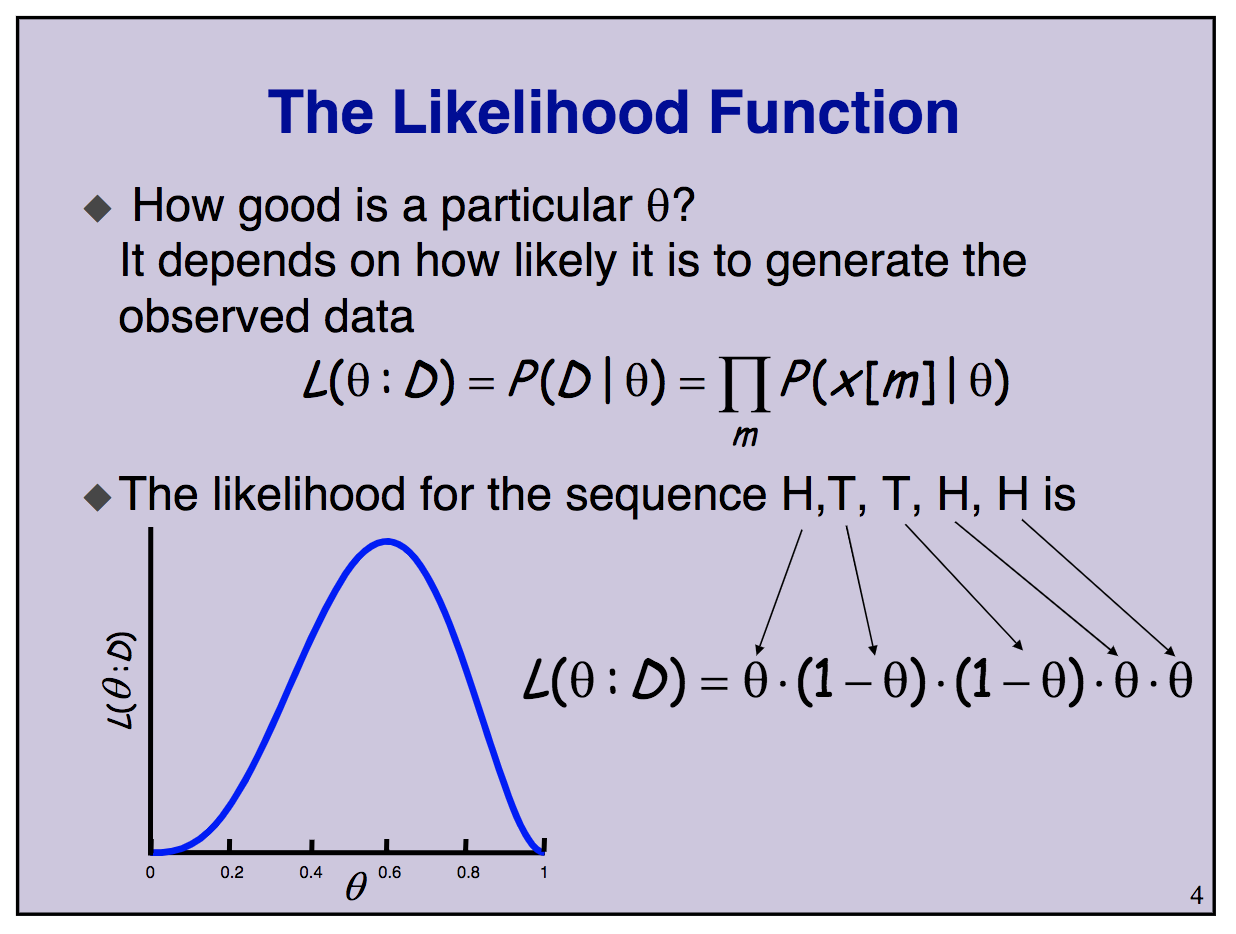 The Likelihood Function
◆ How good is a particular θ?
It depends on how likely it is to generate the
observed data
L(θ : D) = P(D | θ) = ∏ P(x[m] | θ)
m
◆ The likelihood for the sequence H,T, T, H, H is
L(θ : D) = θ · (1 − θ) · (1 − θ) · θ · θ
L(θ :D)
0 0.2 0.4 0.6 0.8 1
θ
4